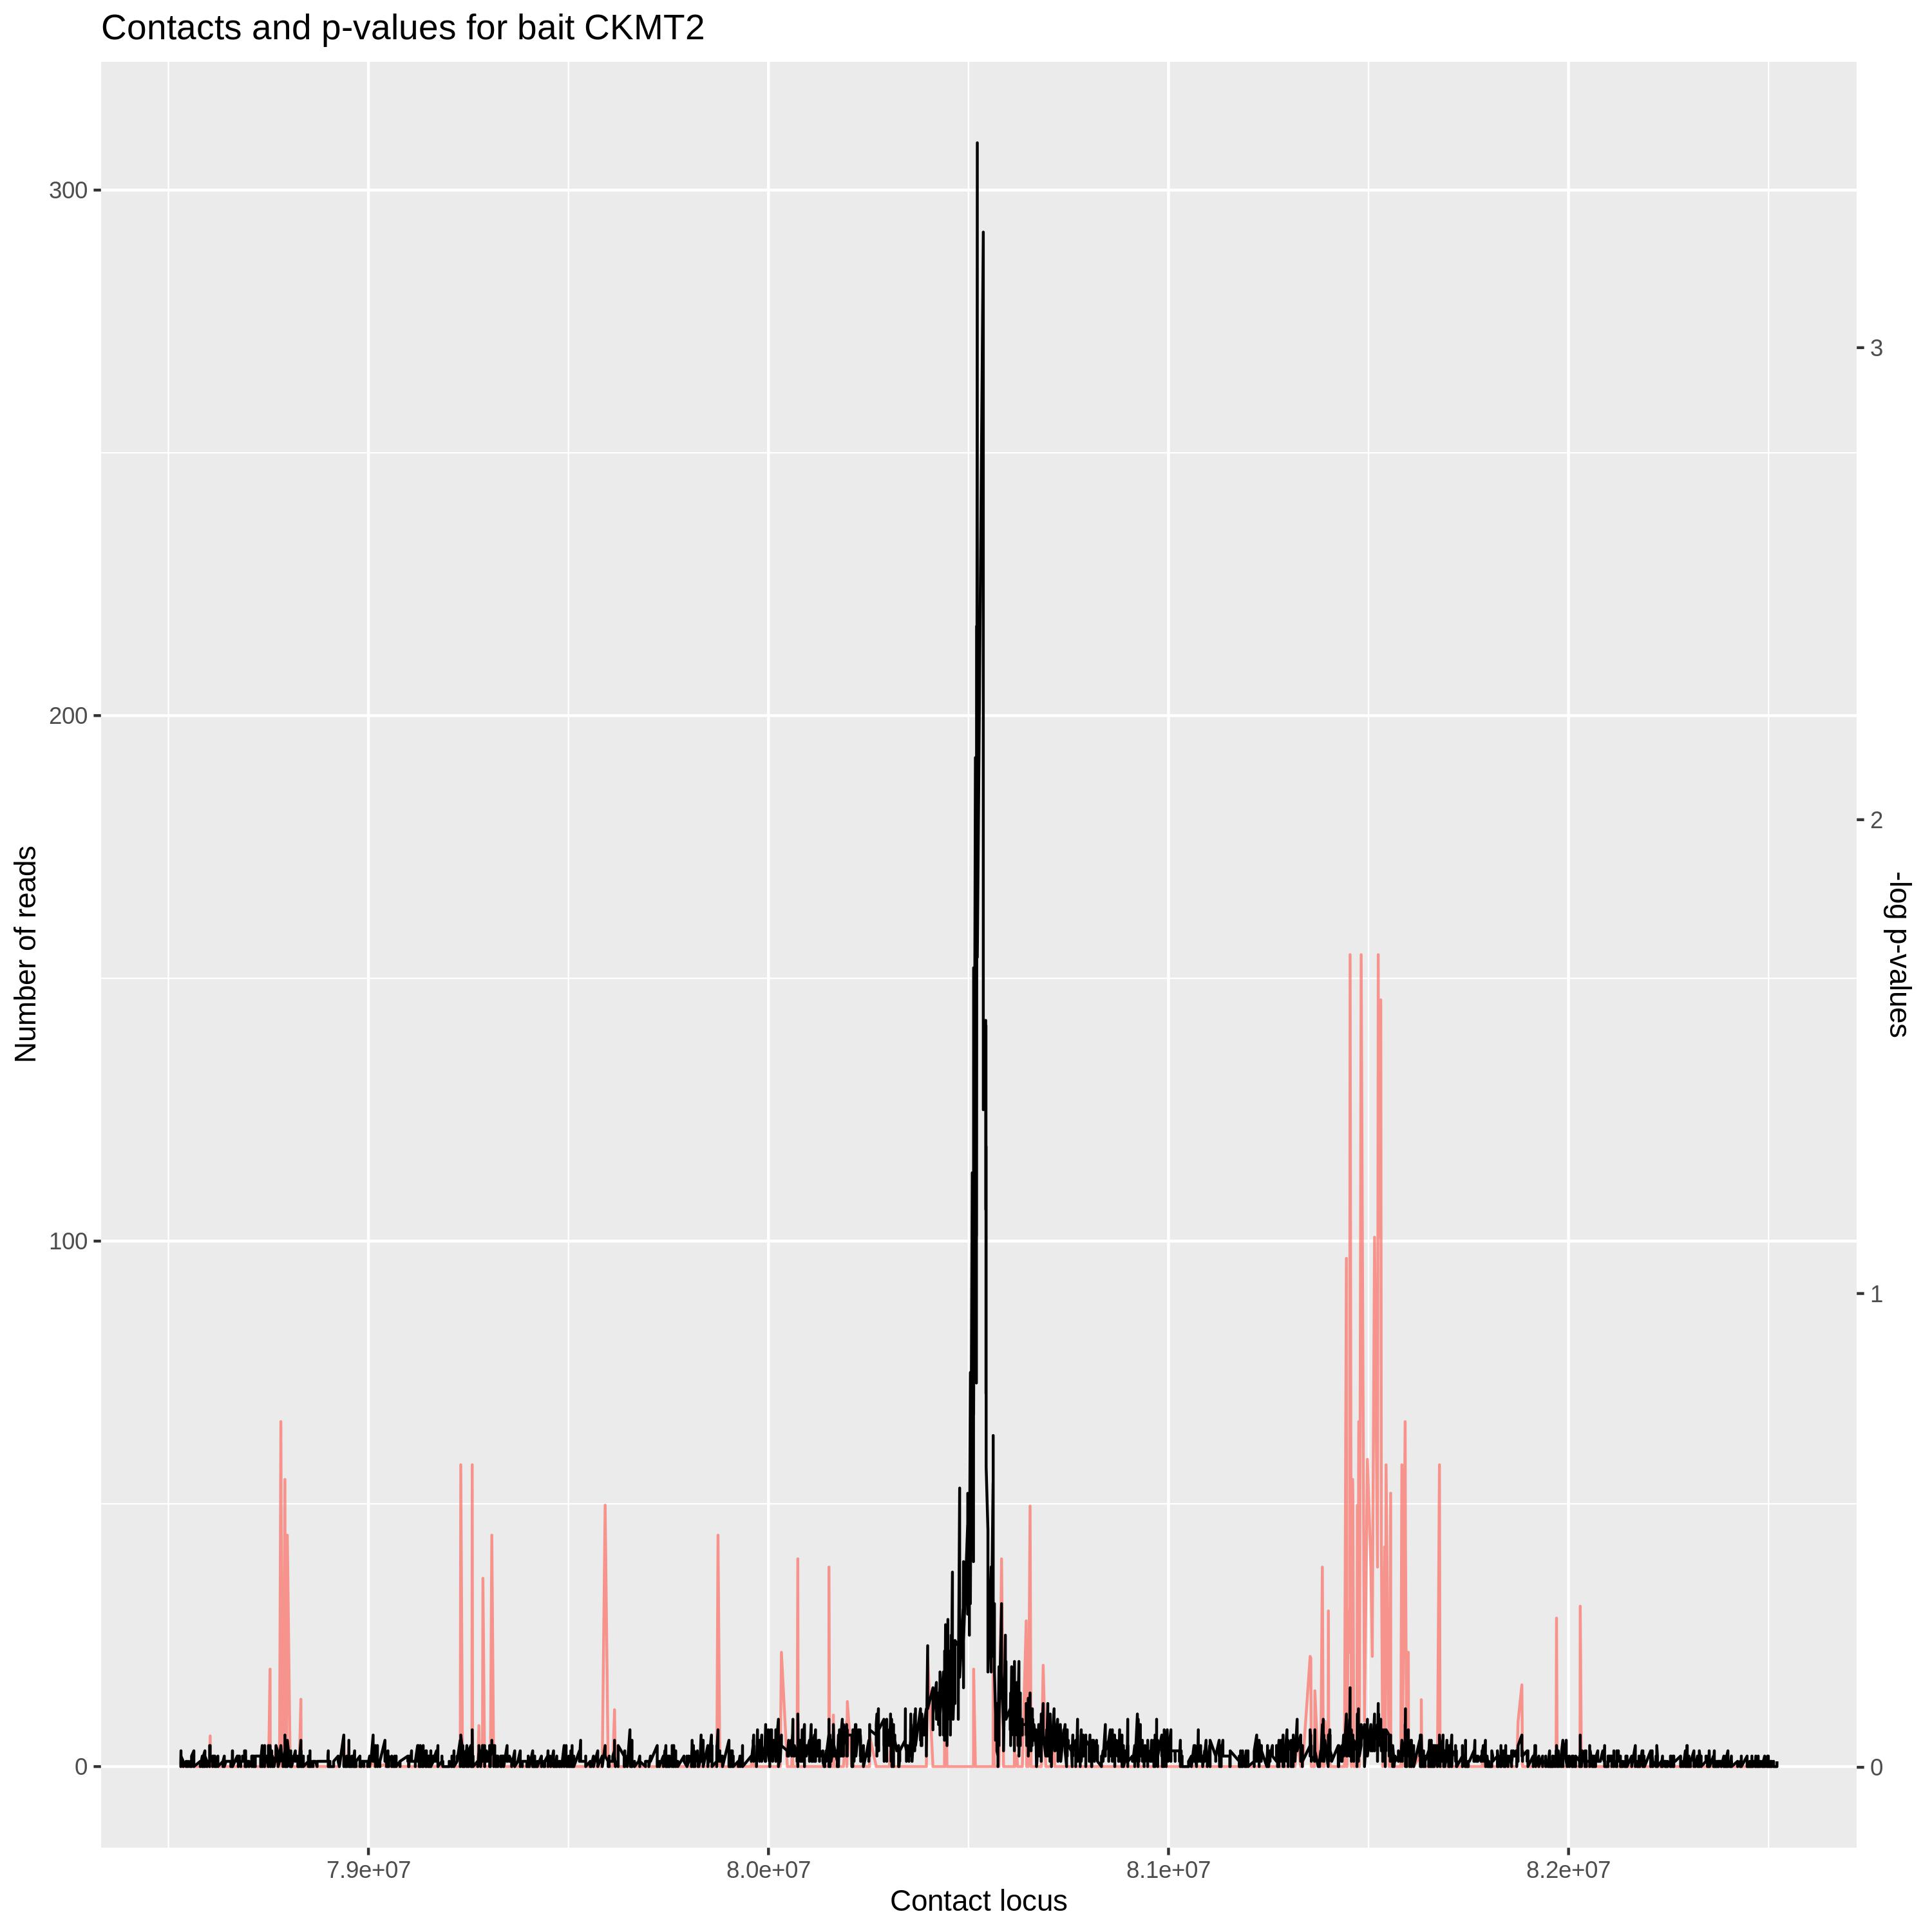 Contacts and p-values for bait CKMT2
300
200
100
0
Number of reads
3
2
1
0
-log p-values
7.9e+07 8.0e+07 8.1e+07 8.2e+07
Contact locus